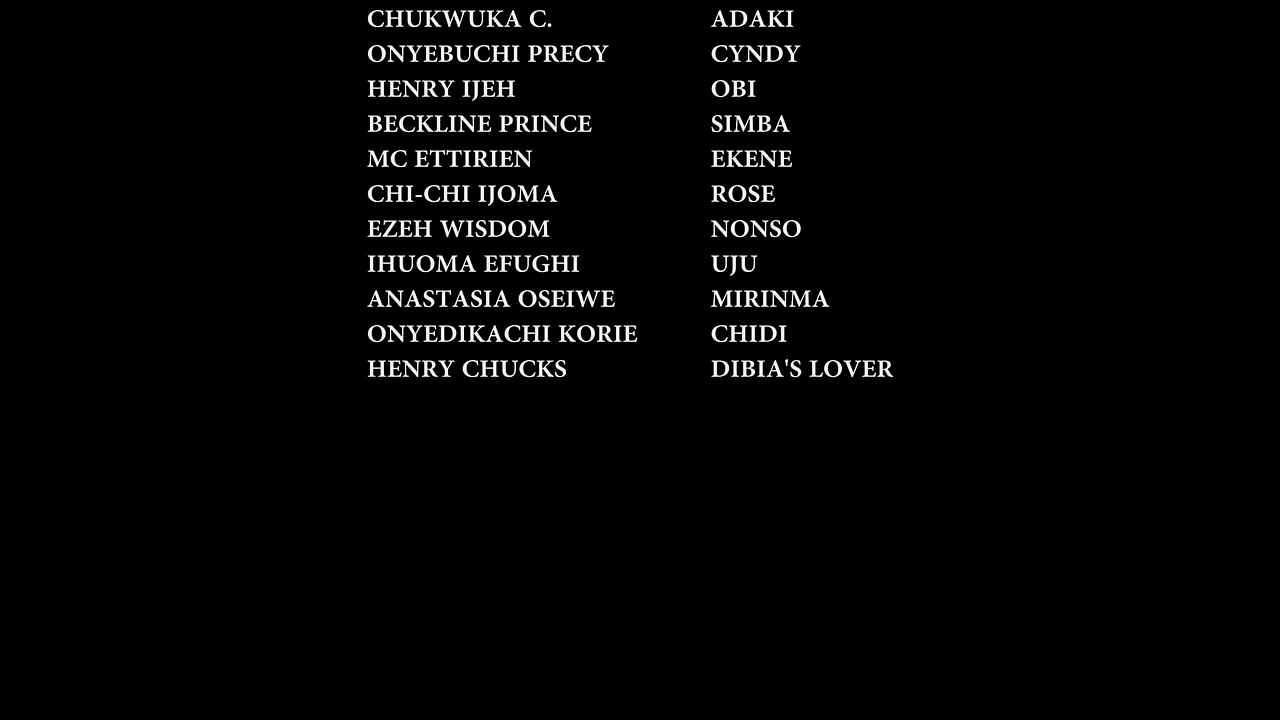 CHUKWUKA C. ADAKI
ONYEBUCHI PRECY CYNDY
HENRY IJEH OBI
BECKLINE PRINCE SIMBA
MC ETTIRIEN EKENE
CHI-CHI IJOMA ROSE
EZEH WISDOM NONSO
IHUOMA EFUGHI UJU
ANASTASIA OSEIWE MIRINMA
ONYEDIKACHI KORIE CHIDI
HENRY CHUCKS DIBIA'S LOVER